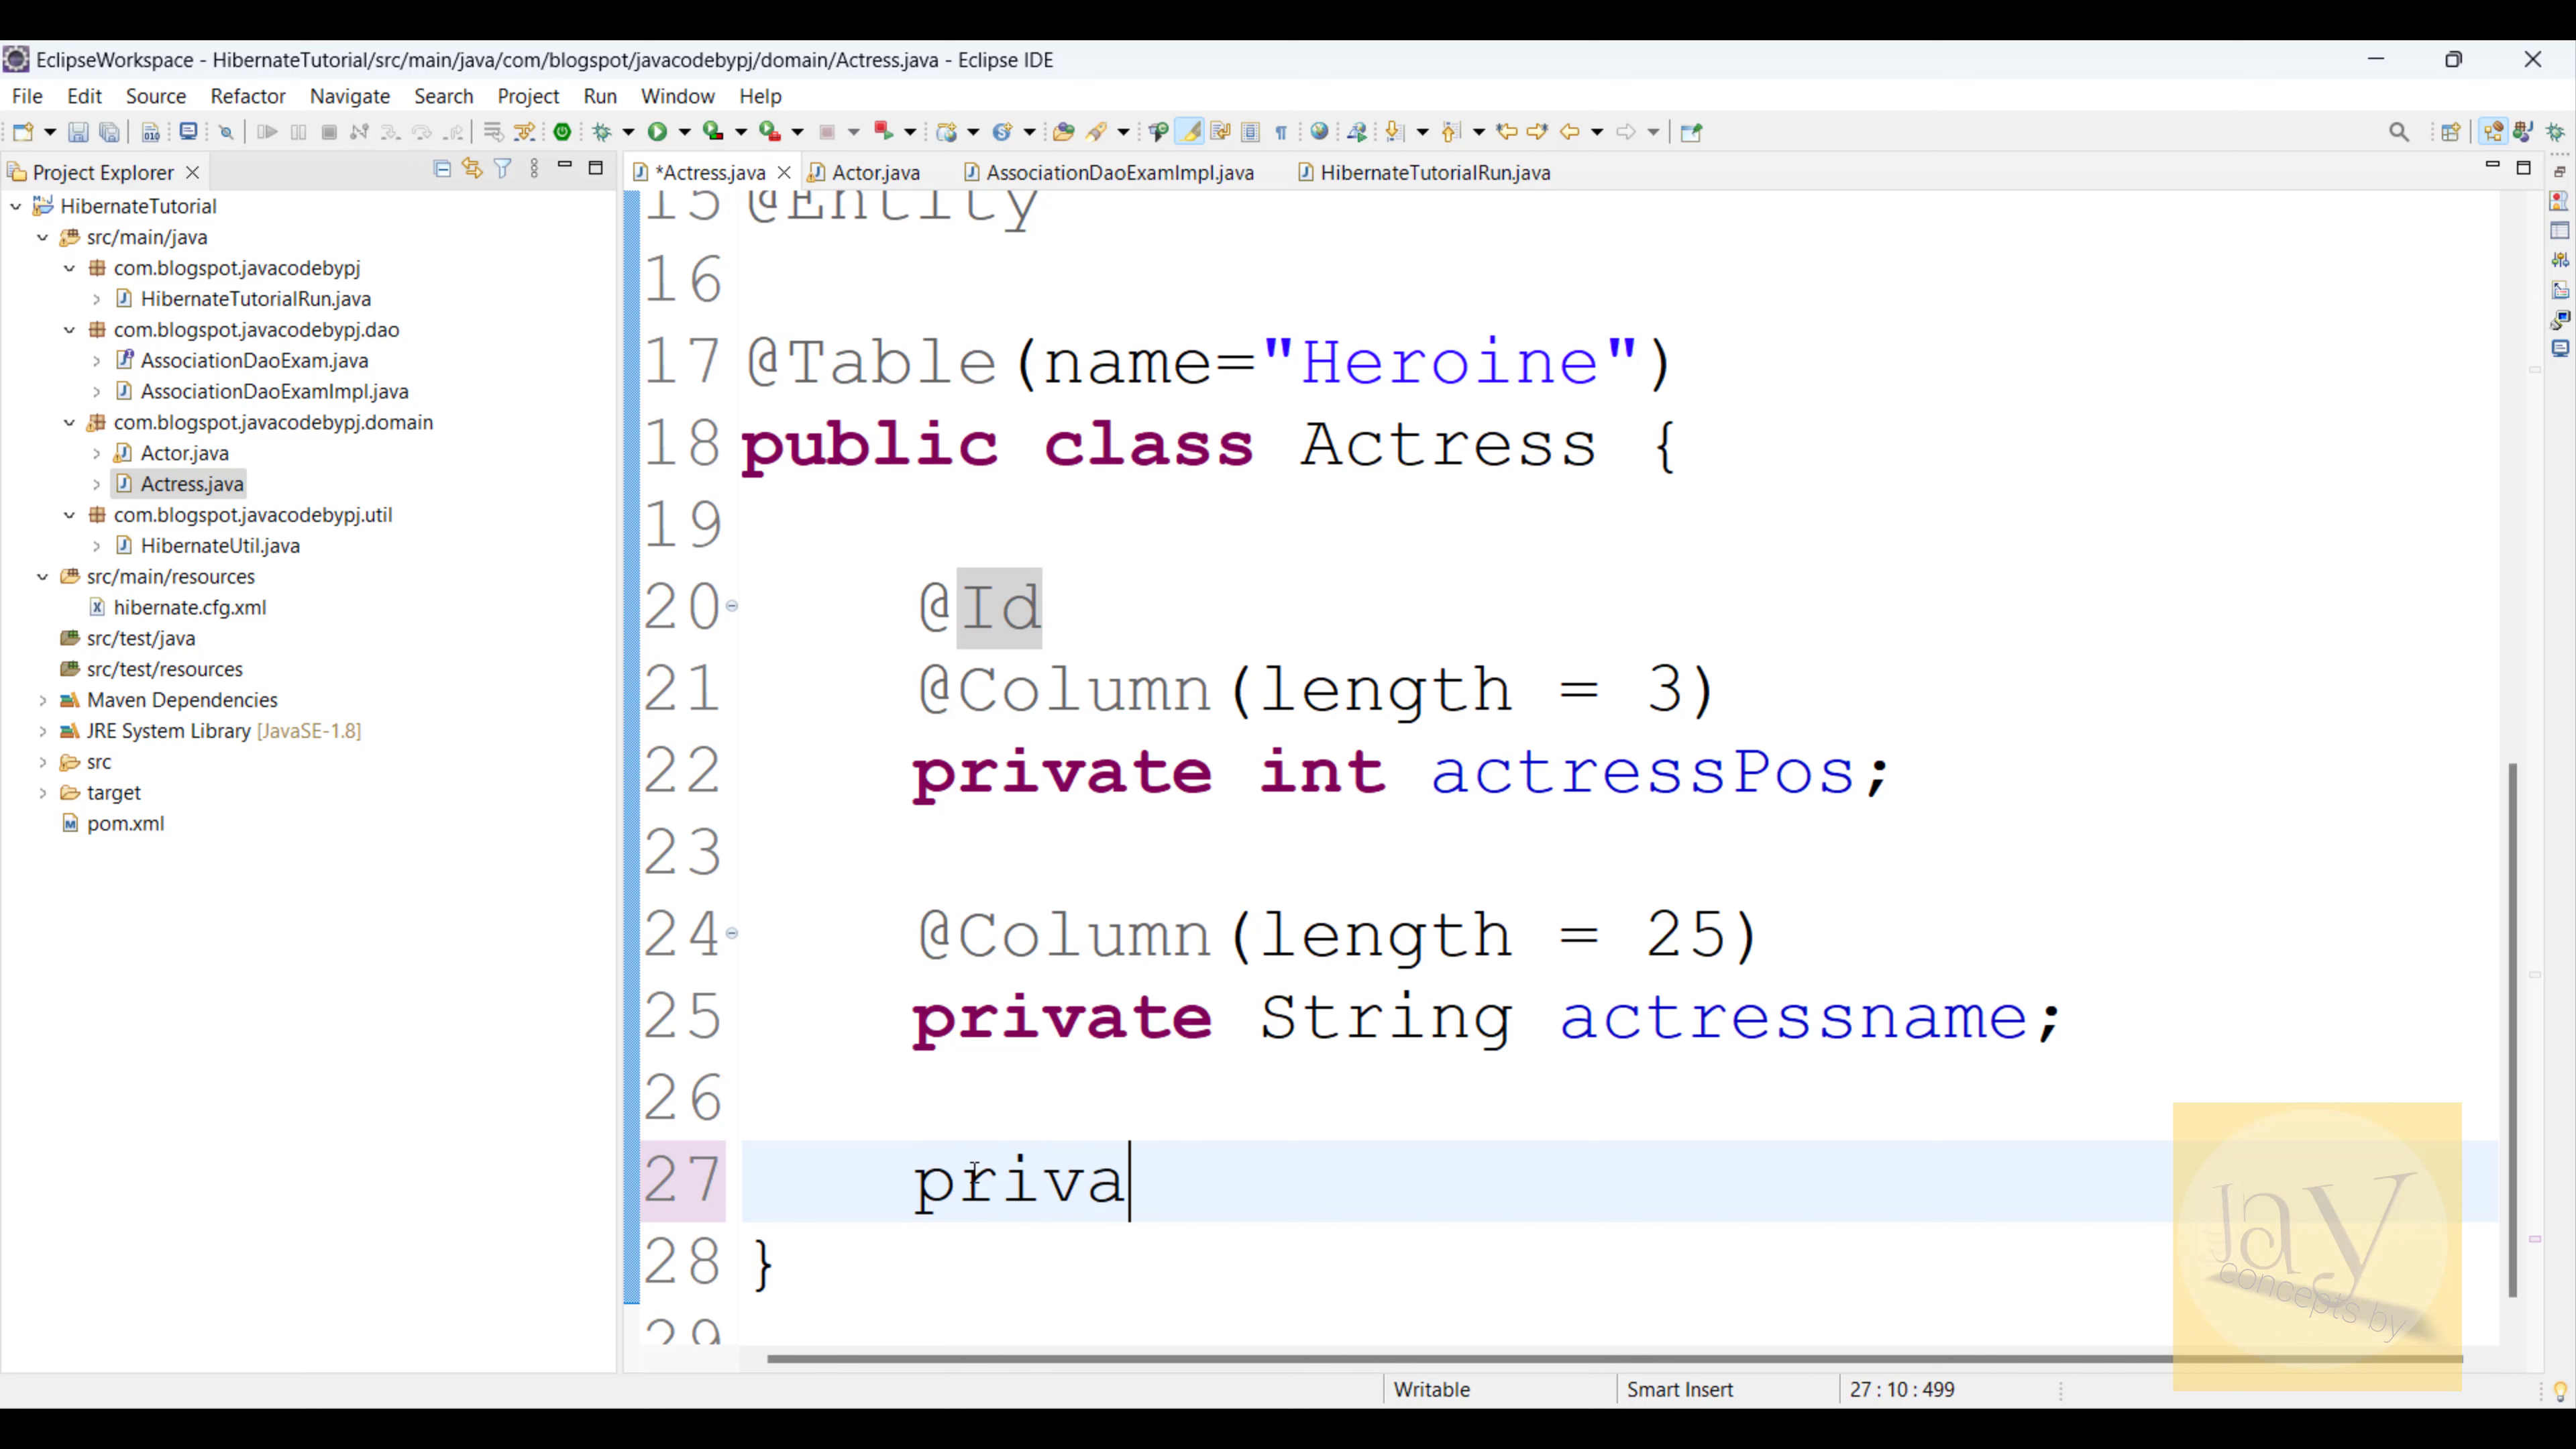 EclipseWorkspace - HibernateTutorial/src/main/java/com/blogspot/javacodebypj/domain/Actress.java - Eclipse IDE
File Edit Source Refactor Navigate Search Project Run Window Help
Project Explorer
*Actress.java Actor.java AssociationDaoExamImpl.java HibernateTutorialRun.java
HibernateTutorial
src/main/java
com.blogspot.javacodebypj
HibernateTutorialRun.java
com.blogspot.javacodebypj.dao
AssociationDaoExam.java
AssociationDaoExamImpl.java
com.blogspot.javacodebypj.domain
Actor.java
Actress.java
com.blogspot.javacodebypj.util
HibernateUtil.java
src/main/resources
hibernate.cfg.xml
src/test/java
src/test/resources
Maven Dependencies
JRE System Library [JavaSE-1.8]
src
target
pom.xml
15 @Entity
16
17 @Table(name="Heroine")
18 public class Actress {
19
20 @Id
21 @Column(length = 3)
22 private int actressPos;
23
24 @Column(length = 25)
25 private String actressname;
26
27 priva
28 }
29
Jay
concepts by
Writable Smart Insert 27 : 10 : 499